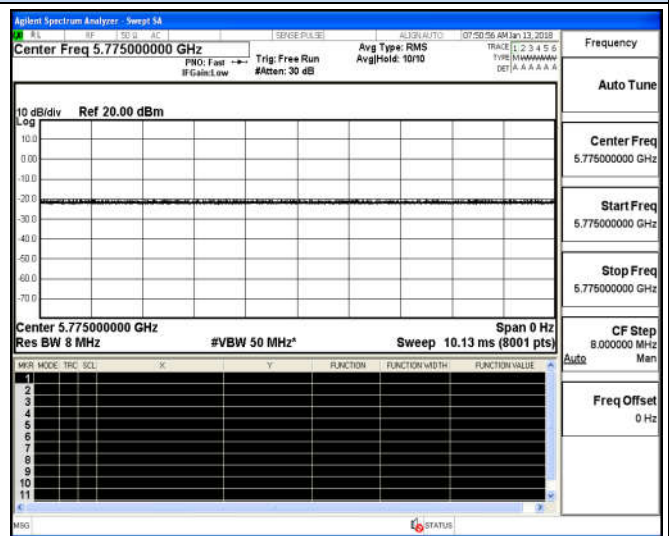 Agilent Spectrum Analyzer - Swept SA
RL RF 50 Ω AC SENSE:PULSE ALIGN AUTO 07:50:56 AM Jan 13, 2018
Center Freq 5.775000000 GHz
PNO: Fast
IFGain:Low
Trig: Free Run
#Atten: 30 dB
Avg Type: RMS
Avg|Hold: 10/10
TRACE 1 2 3 4 5 6
TYPE MWWWWW
DET A A A A A A
Frequency
Auto Tune
10 dB/div Ref 20.00 dBm
Log
10.0
0.00
-10.0
-20.0
-30.0
-40.0
-50.0
-60.0
-70.0
Center Freq
5.775000000 GHz
Start Freq
5.775000000 GHz
Stop Freq
5.775000000 GHz
CF Step
8.000000 MHz
Auto Man
Freq Offset
0 Hz
Center 5.775000000 GHz Span 0 Hz
Res BW 8 MHz #VBW 50 MHz* Sweep 10.13 ms (8001 pts)
MKR MODE TRC SCL X Y FUNCTION FUNCTION WIDTH FUNCTION VALUE
1
2
3
4
5
6
7
8
9
10
11
MSG STATUS